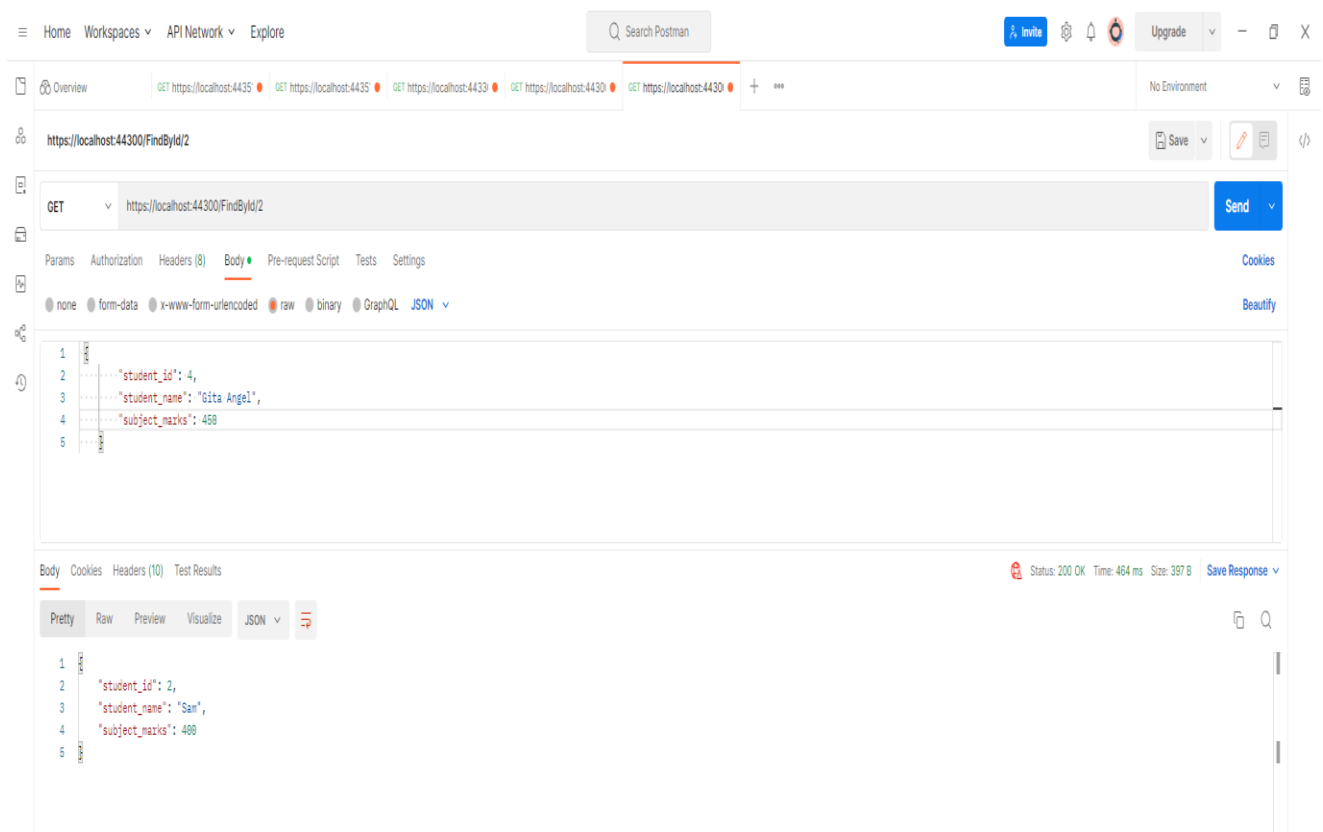 Home Workspaces API Network Explore Search Postman Invite Upgrade
Overview GET https://localhost:4435 GET https://localhost:4435 GET https://localhost:4433 GET https://localhost:4430 GET https://localhost:4430 No Environment
https://localhost:44300/FindById/2 Save
GET https://localhost:44300/FindById/2 Send
Params Authorization Headers (8) Body Pre-request Script Tests Settings Cookies
none form-data x-www-form-urlencoded raw binary GraphQL JSON Beautify
1 {
2 "student_id": 4,
3 "student_name": "Gita Angel",
4 "subject_marks": 450
5 }
Body Cookies Headers (10) Test Results Status: 200 OK Time: 464 ms Size: 397 B Save Response
Pretty Raw Preview Visualize JSON
1 {
2 "student_id": 2,
3 "student_name": "Sam",
4 "subject_marks": 400
5 }